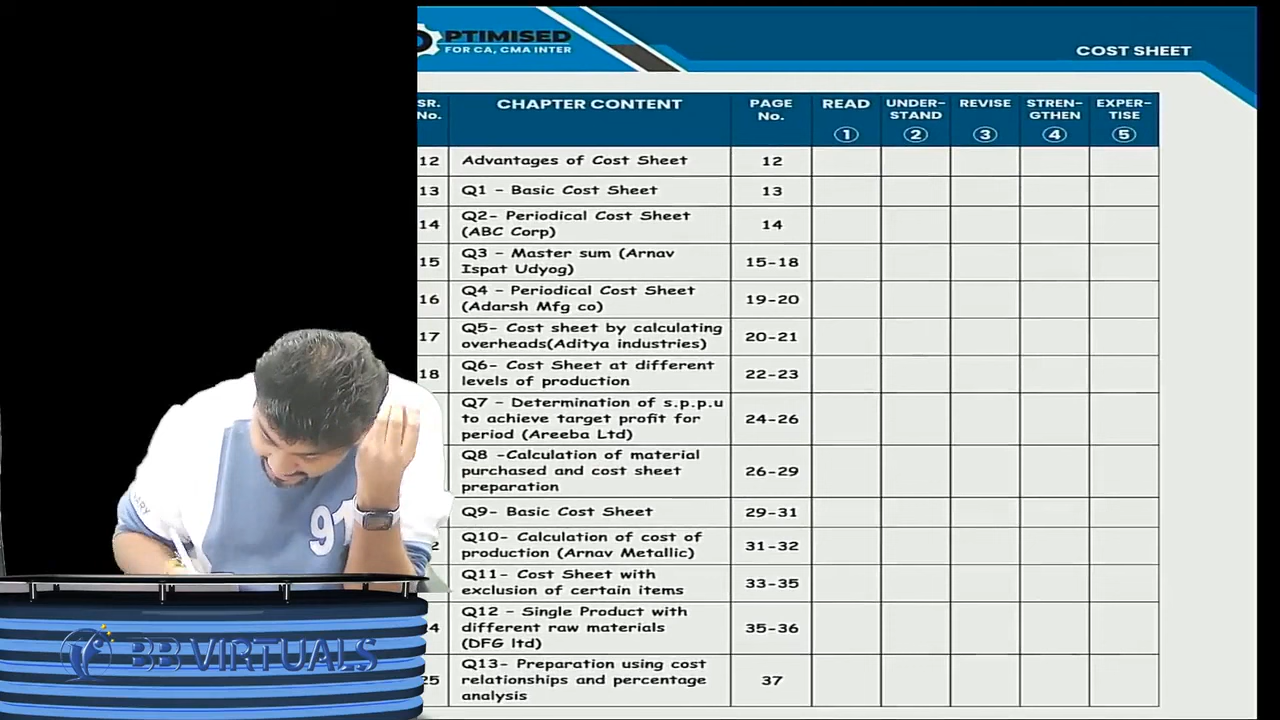 PTIMISED
FOR CA, CMA INTER
COST SHEET
SR. No. CHAPTER CONTENT PAGE No. READ 1 UNDER-STAND 2 REVISE 3 STREN-GTHEN 4 EXPER-TISE 5
12 Advantages of Cost Sheet 12
13 Q1 - Basic Cost Sheet 13
14 Q2- Periodical Cost Sheet (ABC Corp) 14
15 Q3 - Master sum (Arnav Ispat Udyog) 15-18
16 Q4 - Periodical Cost Sheet (Adarsh Mfg co) 19-20
17 Q5- Cost sheet by calculating overheads(Aditya industries) 20-21
18 Q6- Cost Sheet at different levels of production 22-23
Q7 - Determination of s.p.p.u to achieve target profit for period (Areeba Ltd) 24-26
Q8 -Calculation of material purchased and cost sheet preparation 26-29
Q9- Basic Cost Sheet 29-31
2 Q10- Calculation of cost of production (Arnav Metallic) 31-32
Q11- Cost Sheet with exclusion of certain items 33-35
4 Q12 - Single Product with different raw materials (DFG ltd) 35-36
25 Q13- Preparation using cost relationships and percentage analysis 37
91
BB VIRTUALS